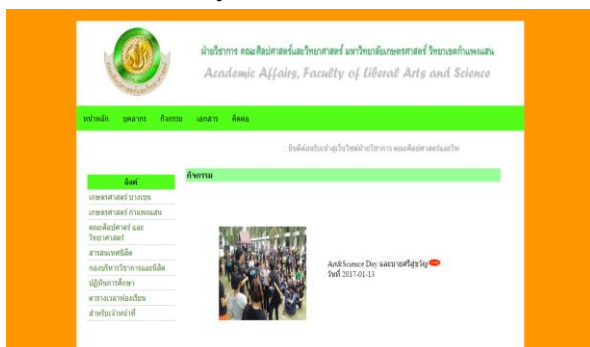 ฝ่ายวิชาการ คณะศิลปศาสตร์และวิทยาศาสตร์ มหาวิทยาลัยเกษตรศาสตร์ วิทยาเขตกำแพงแสน
Academic Affairs, Faculty of Liberal Arts and Science
หน้าหลัก บุคลากร กิจกรรม เอกสาร ติดต่อ
: ยินดีต้อนรับเข้าสู่เว็บไซต์ฝ่ายวิชาการ คณะศิลปศาสตร์และวิท
ลิงค์
เกษตรศาสตร์ บางเขน
เกษตรศาสตร์ กำแพงแสน
คณะศิลปศาสตร์ และ
วิทยาศาสตร์
สารสนเทศนิสิต
กองบริหารวิชาการและนิสิต
ปฏิทินการศึกษา
ตารางเวลาห้องเรียน
สำหรับเจ้าหน้าที่
กิจกรรม
Art&Science Day และบายศรีสู่ขวัญ
วันที่ 2017-01-13